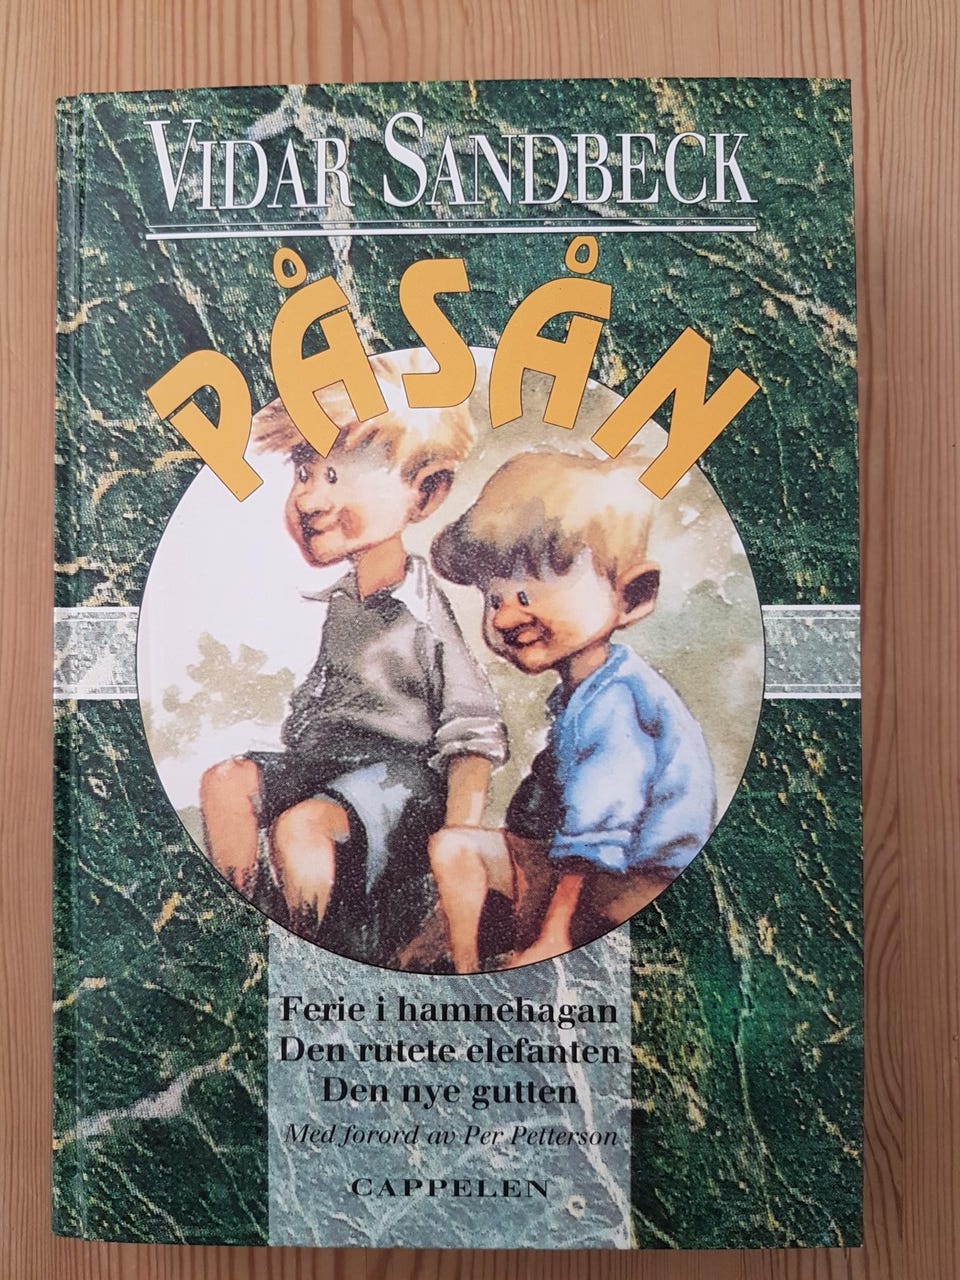 VIDAR SANDBECK
PÅSÅN
Ferie i hamnehagan
Den rutete elefanten
Den nye gutten
Med forord av Per Petterson
CAPPELEN